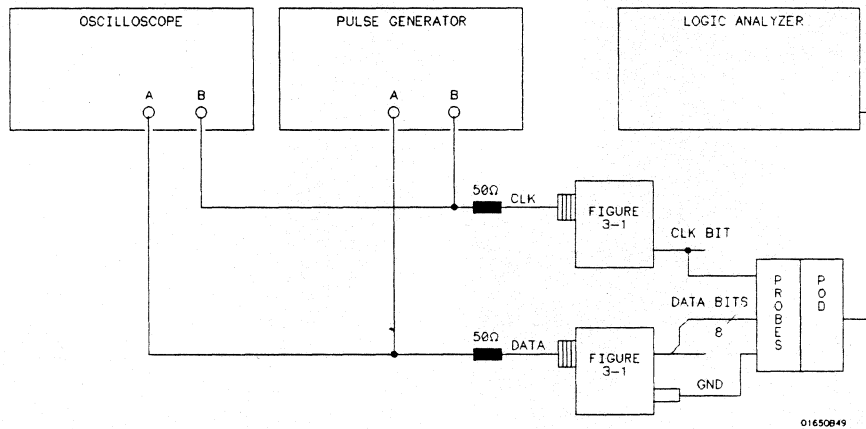 OSCILLOSCOPE
PULSE GENERATOR
LOGIC ANALYZER
A
B
A
B
50Ω
CLK
FIGURE
3-1
CLK BIT
DATA BITS
8
PROBES
POD
50Ω
DATA
FIGURE
3-1
GND
01650B49